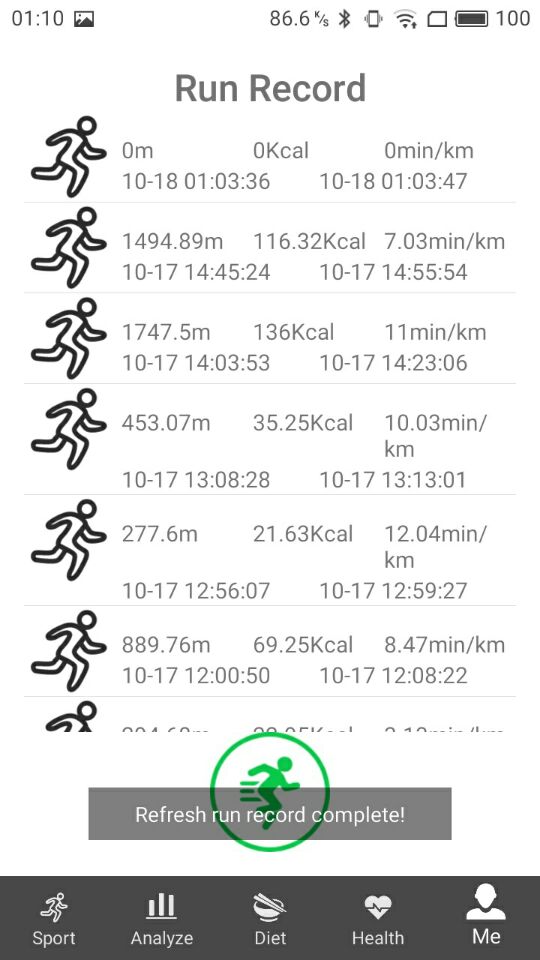 01:10 86.6 K/s 100
Run Record
0m 0Kcal 0min/km
10-18 01:03:36 10-18 01:03:47
1494.89m 116.32Kcal 7.03min/km
10-17 14:45:24 10-17 14:55:54
1747.5m 136Kcal 11min/km
10-17 14:03:53 10-17 14:23:06
453.07m 35.25Kcal 10.03min/
km
10-17 13:08:28 10-17 13:13:01
277.6m 21.63Kcal 12.04min/
km
10-17 12:56:07 10-17 12:59:27
889.76m 69.25Kcal 8.47min/km
10-17 12:00:50 10-17 12:08:22
Refresh run record complete!
Sport Analyze Diet Health Me